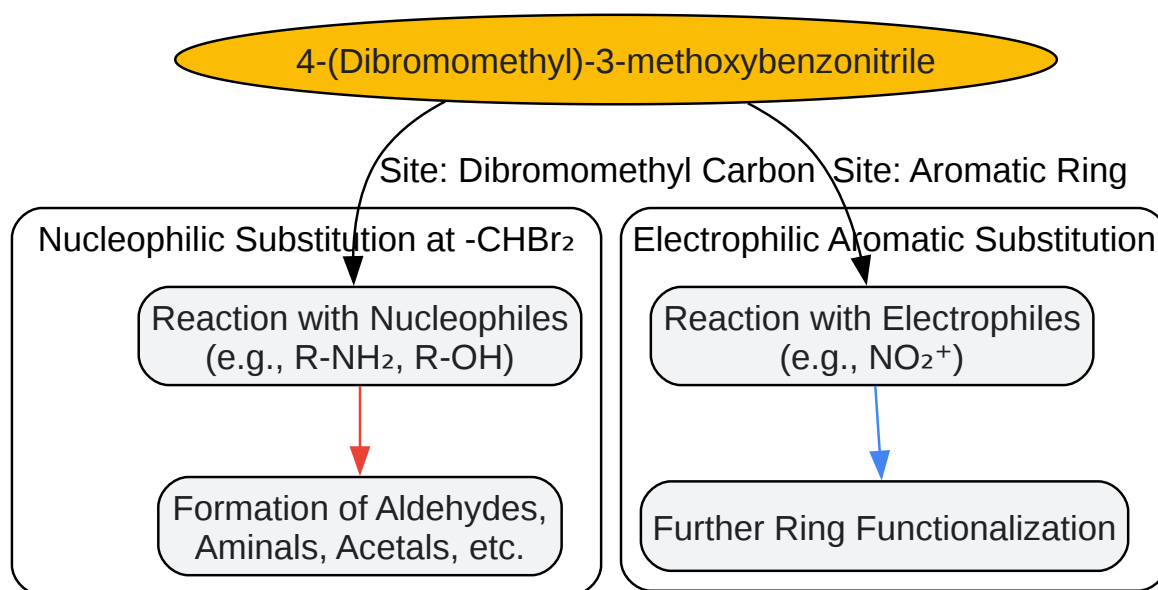 4-(Dibromomethyl)-3-methoxybenzonitrile
Site: Dibromomethyl Carbon
Site: Aromatic Ring
Nucleophilic Substitution at -CHBr₂
Reaction with Nucleophiles
(e.g., R-NH₂, R-OH)
Formation of Aldehydes,
Aminals, Acetals, etc.
Electrophilic Aromatic Substitution
Reaction with Electrophiles
(e.g., NO₂⁺)
Further Ring Functionalization